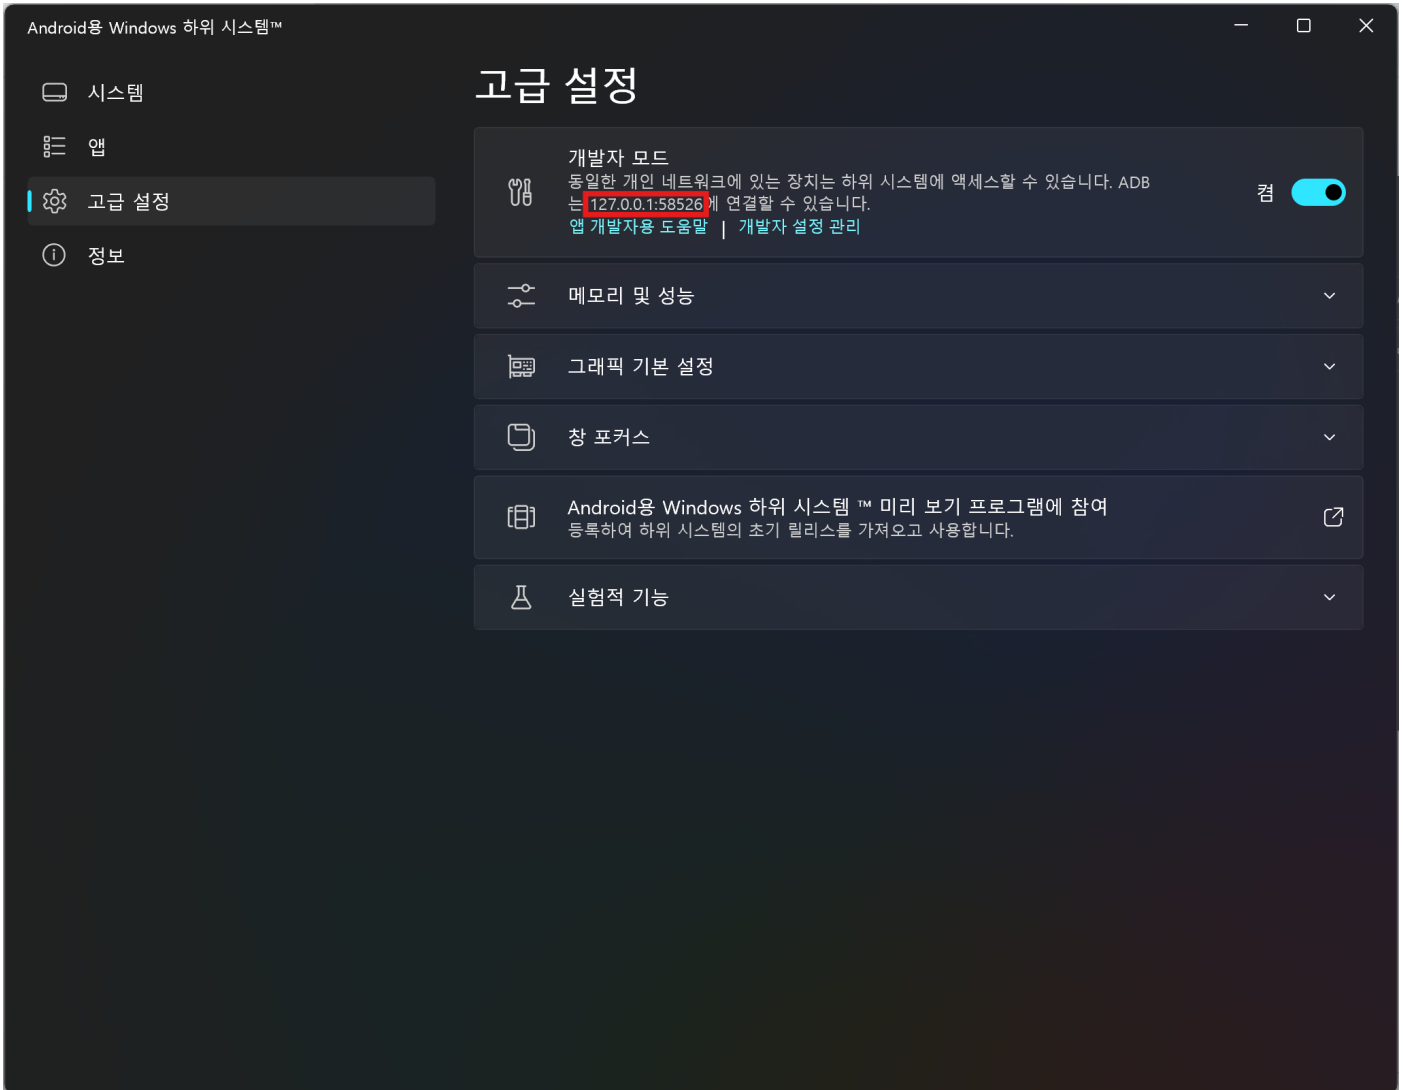 Android용 Windows 하위 시스템™
시스템
앱
고급 설정
정보
고급 설정
개발자 모드
동일한 개인 네트워크에 있는 장치는 하위 시스템에 액세스할 수 있습니다. ADB
는 127.0.0.1:58526에 연결할 수 있습니다.
앱 개발자용 도움말 | 개발자 설정 관리
켬
메모리 및 성능
그래픽 기본 설정
창 포커스
Android용 Windows 하위 시스템 ™ 미리 보기 프로그램에 참여
등록하여 하위 시스템의 초기 릴리스를 가져오고 사용합니다.
실험적 기능